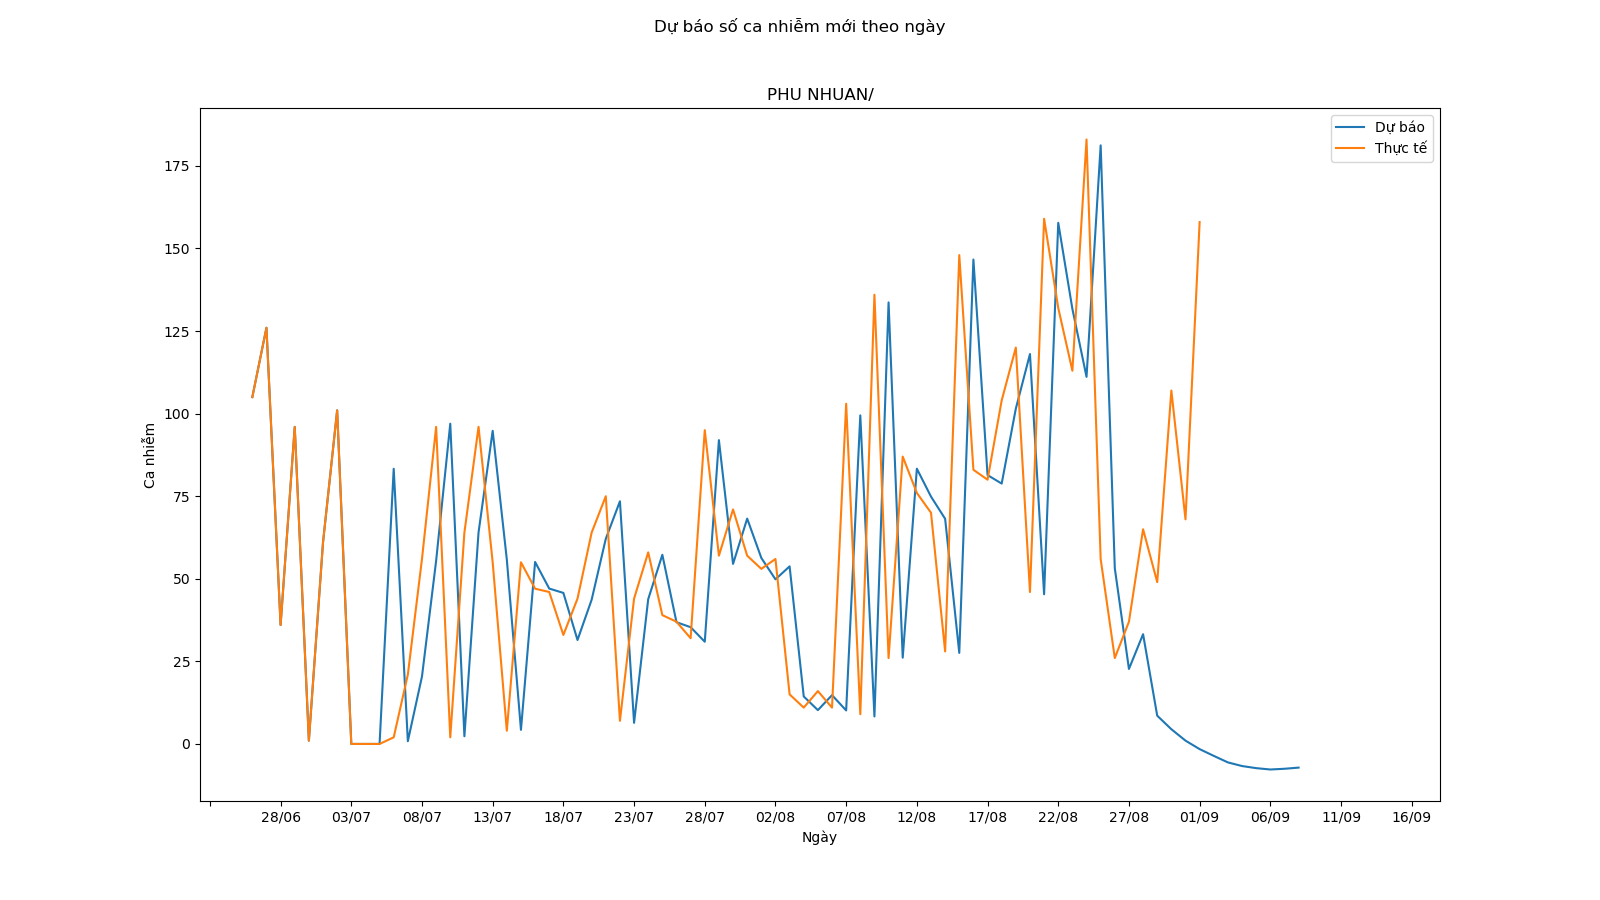 Dự báo số ca nhiễm mới theo ngày
PHU NHUAN/
Dự báo
Thực tế
175
150
125
100
75
50
25
0
Ca nhiễm
28/06 03/07 08/07 13/07 18/07 23/07 28/07 02/08 07/08 12/08 17/08 22/08 27/08 01/09 06/09 11/09 16/09
Ngày